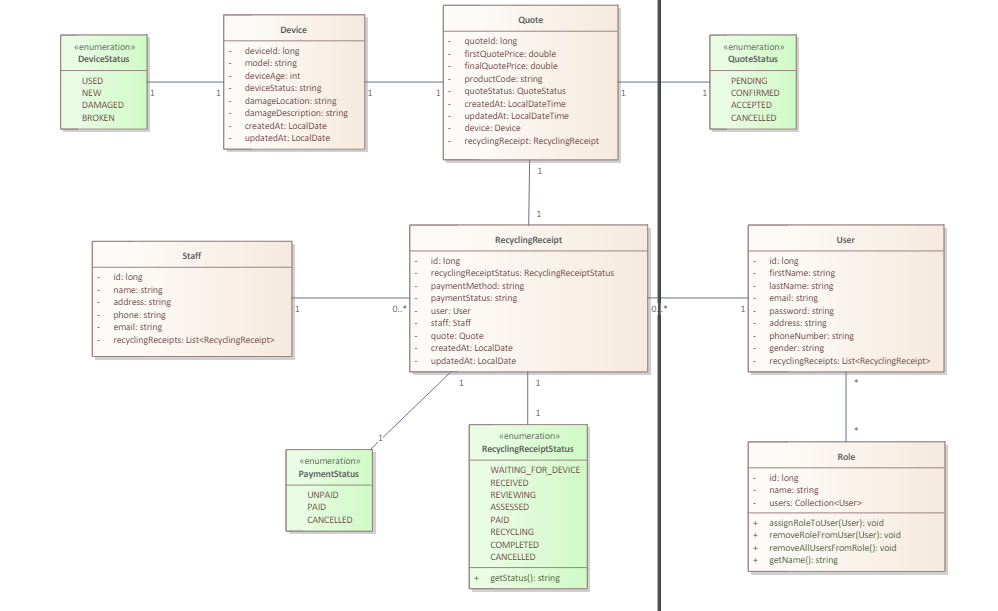 «enumeration»
DeviceStatus
USED
NEW
DAMAGED
BROKEN
1
1
Device
- deviceId: long
- model: string
- deviceAge: int
- deviceStatus: string
- damageLocation: string
- damageDescription: string
- createdAt: LocalDate
- updatedAt: LocalDate
1
1
Quote
- quoteId: long
- firstQuotePrice: double
- finalQuotePrice: double
- productCode: string
- quoteStatus: QuoteStatus
- createdAt: LocalDateTime
- updatedAt: LocalDateTime
- device: Device
- recyclingReceipt: RecyclingReceipt
1
1
«enumeration»
QuoteStatus
PENDING
CONFIRMED
ACCEPTED
CANCELLED
1
1
Staff
- id: long
- name: string
- address: string
- phone: string
- email: string
- recyclingReceipts: List<RecyclingReceipt>
1
0..*
RecyclingReceipt
- id: long
- recyclingReceiptStatus: RecyclingReceiptStatus
- paymentMethod: string
- paymentStatus: string
- user: User
- staff: Staff
- quote: Quote
- createdAt: LocalDate
- updatedAt: LocalDate
0..*
1
User
- id: long
- firstName: string
- lastName: string
- email: string
- password: string
- address: string
- phoneNumber: string
- gender: string
- recyclingReceipts: List<RecyclingReceipt>
1
1
1
1
*
*
«enumeration»
PaymentStatus
UNPAID
PAID
CANCELLED
«enumeration»
RecyclingReceiptStatus
WAITING_FOR_DEVICE
RECEIVED
REVIEWING
ASSESSED
PAID
RECYCLING
COMPLETED
CANCELLED
+ getStatus(): string
Role
- id: long
- name: string
- users: Collection<User>
+ assignRoleToUser(User): void
+ removeRoleFromUser(User): void
+ removeAllUsersFromRole(): void
+ getName(): string